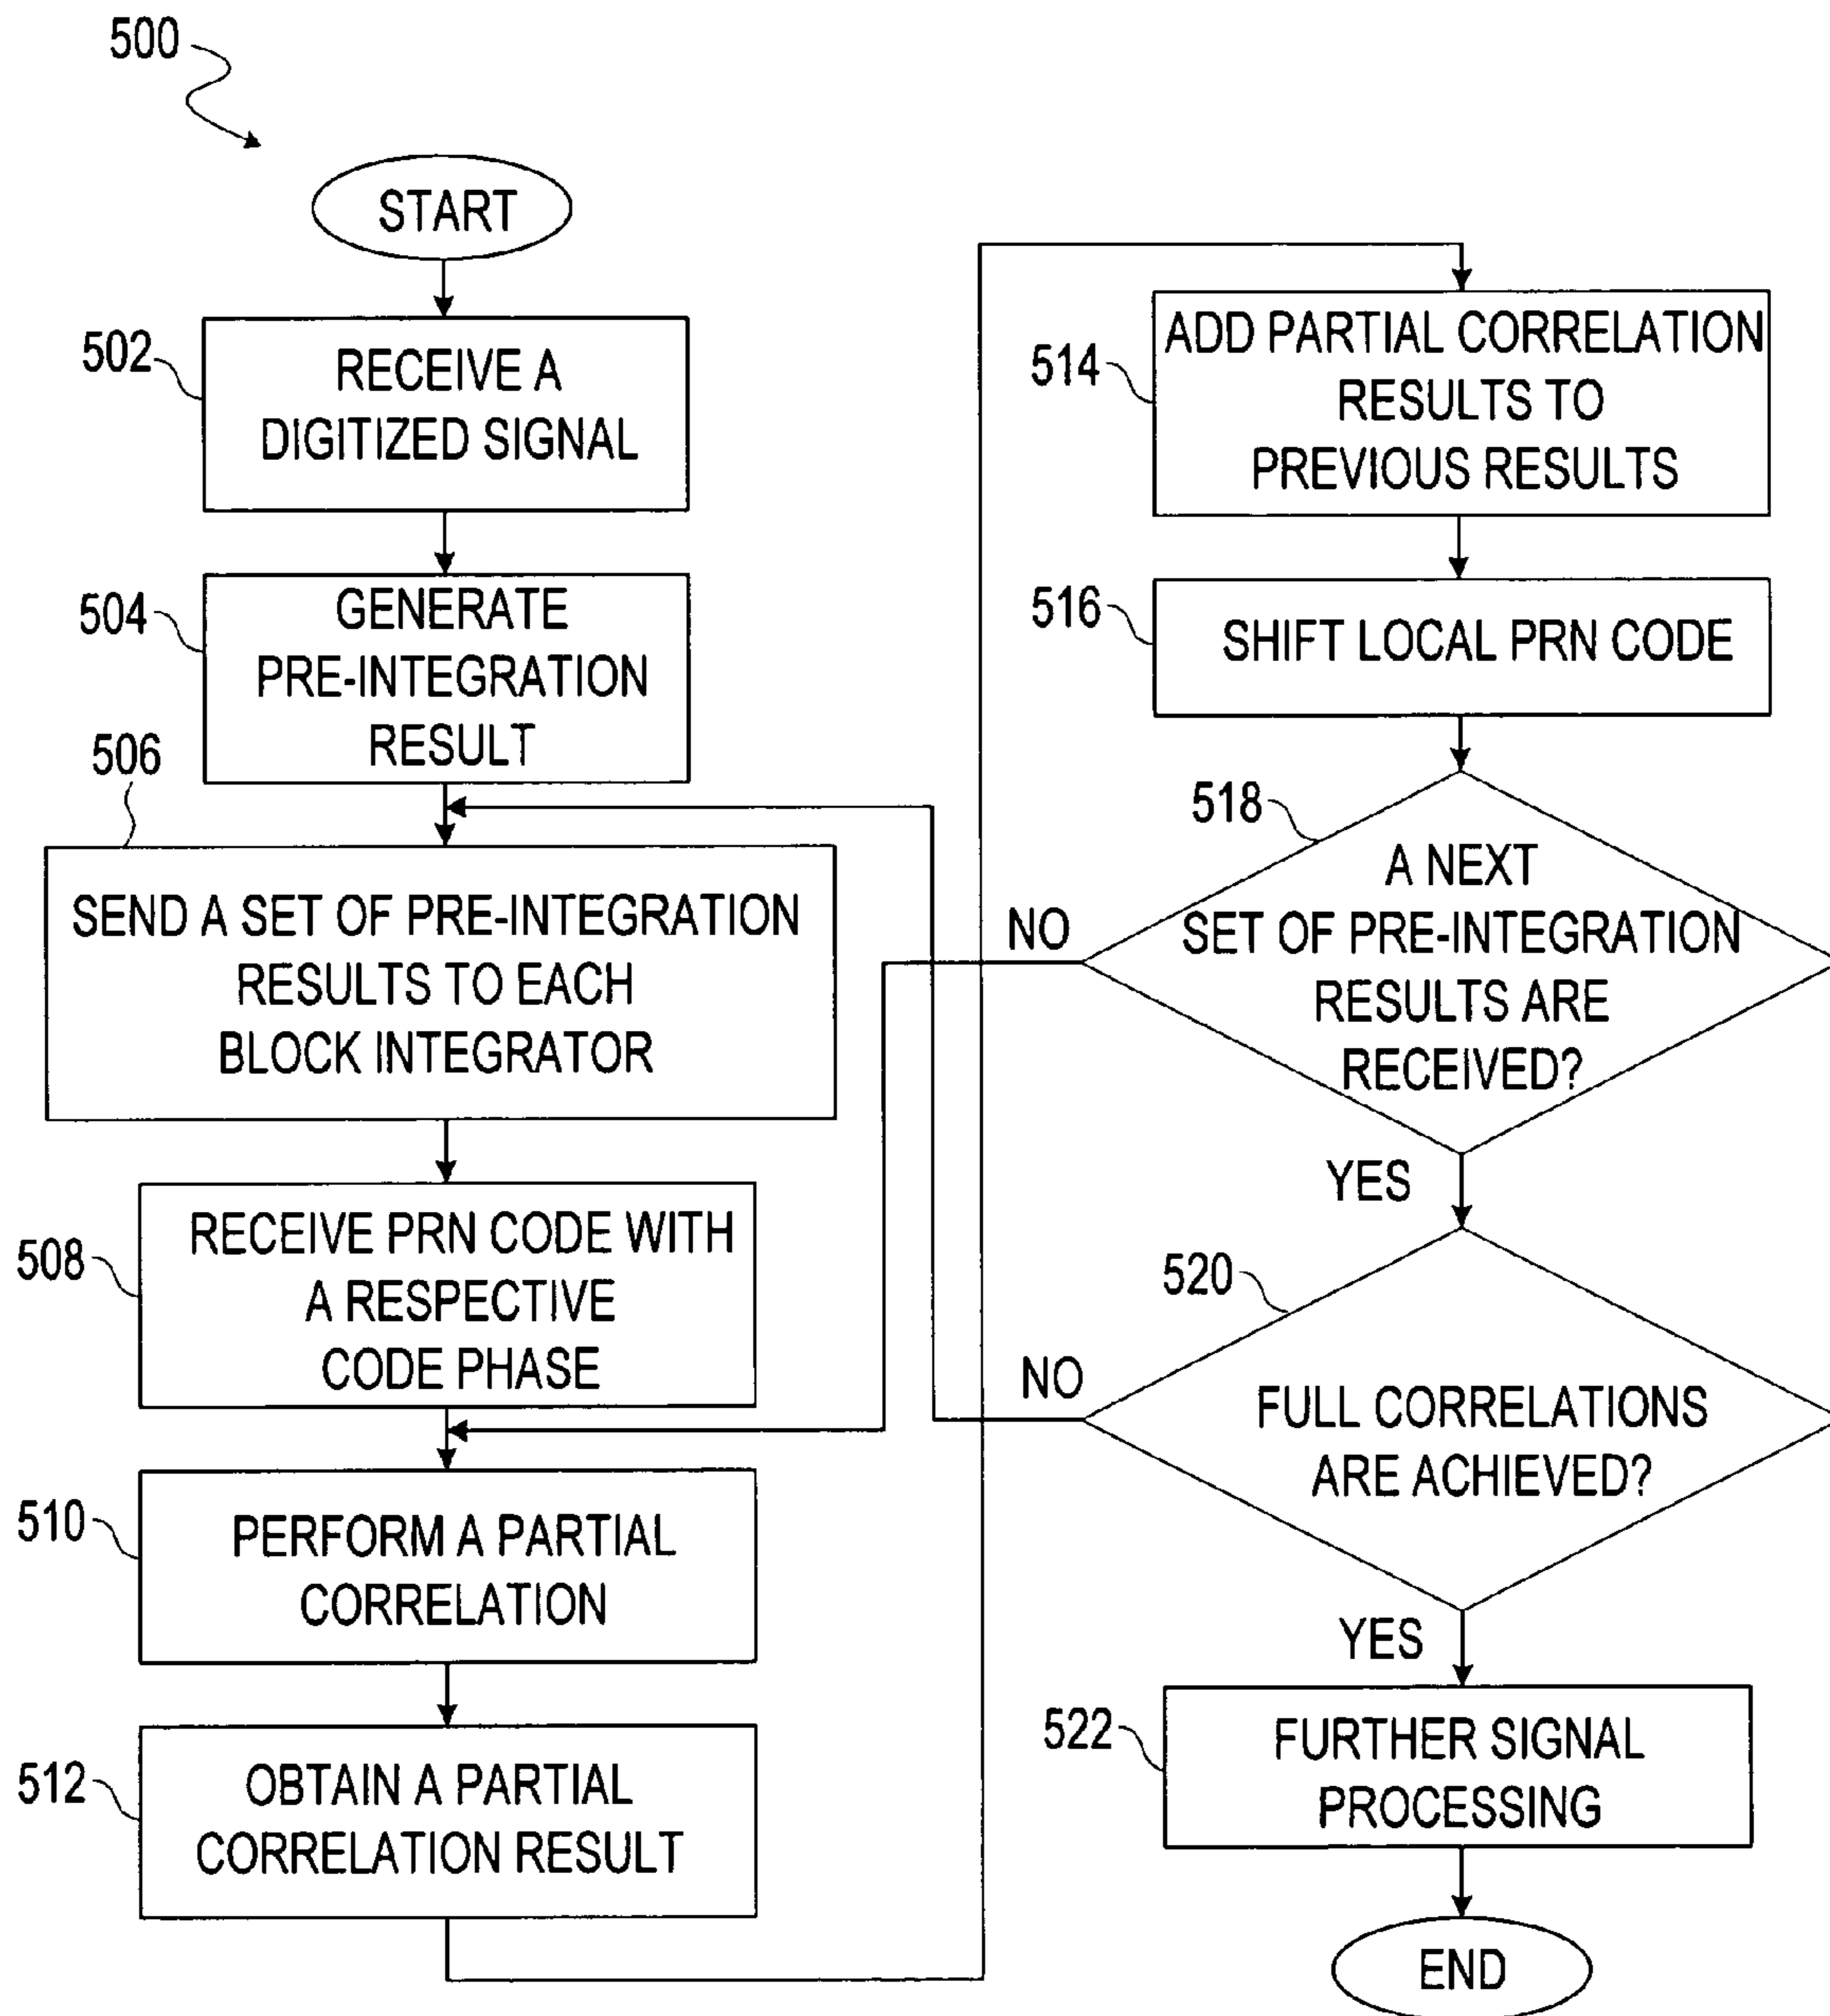 500
START
502
RECEIVE A
DIGITIZED SIGNAL
504
GENERATE
PRE-INTEGRATION
RESULT
506
SEND A SET OF PRE-INTEGRATION
RESULTS TO EACH
BLOCK INTEGRATOR
508
RECEIVE PRN CODE WITH
A RESPECTIVE
CODE PHASE
510
PERFORM A PARTIAL
CORRELATION
512
OBTAIN A PARTIAL
CORRELATION RESULT
514
ADD PARTIAL CORRELATION
RESULTS TO
PREVIOUS RESULTS
516
SHIFT LOCAL PRN CODE
518
A NEXT
SET OF PRE-INTEGRATION
RESULTS ARE
RECEIVED?
NO
YES
520
FULL CORRELATIONS
ARE ACHIEVED?
NO
YES
522
FURTHER SIGNAL
PROCESSING
END